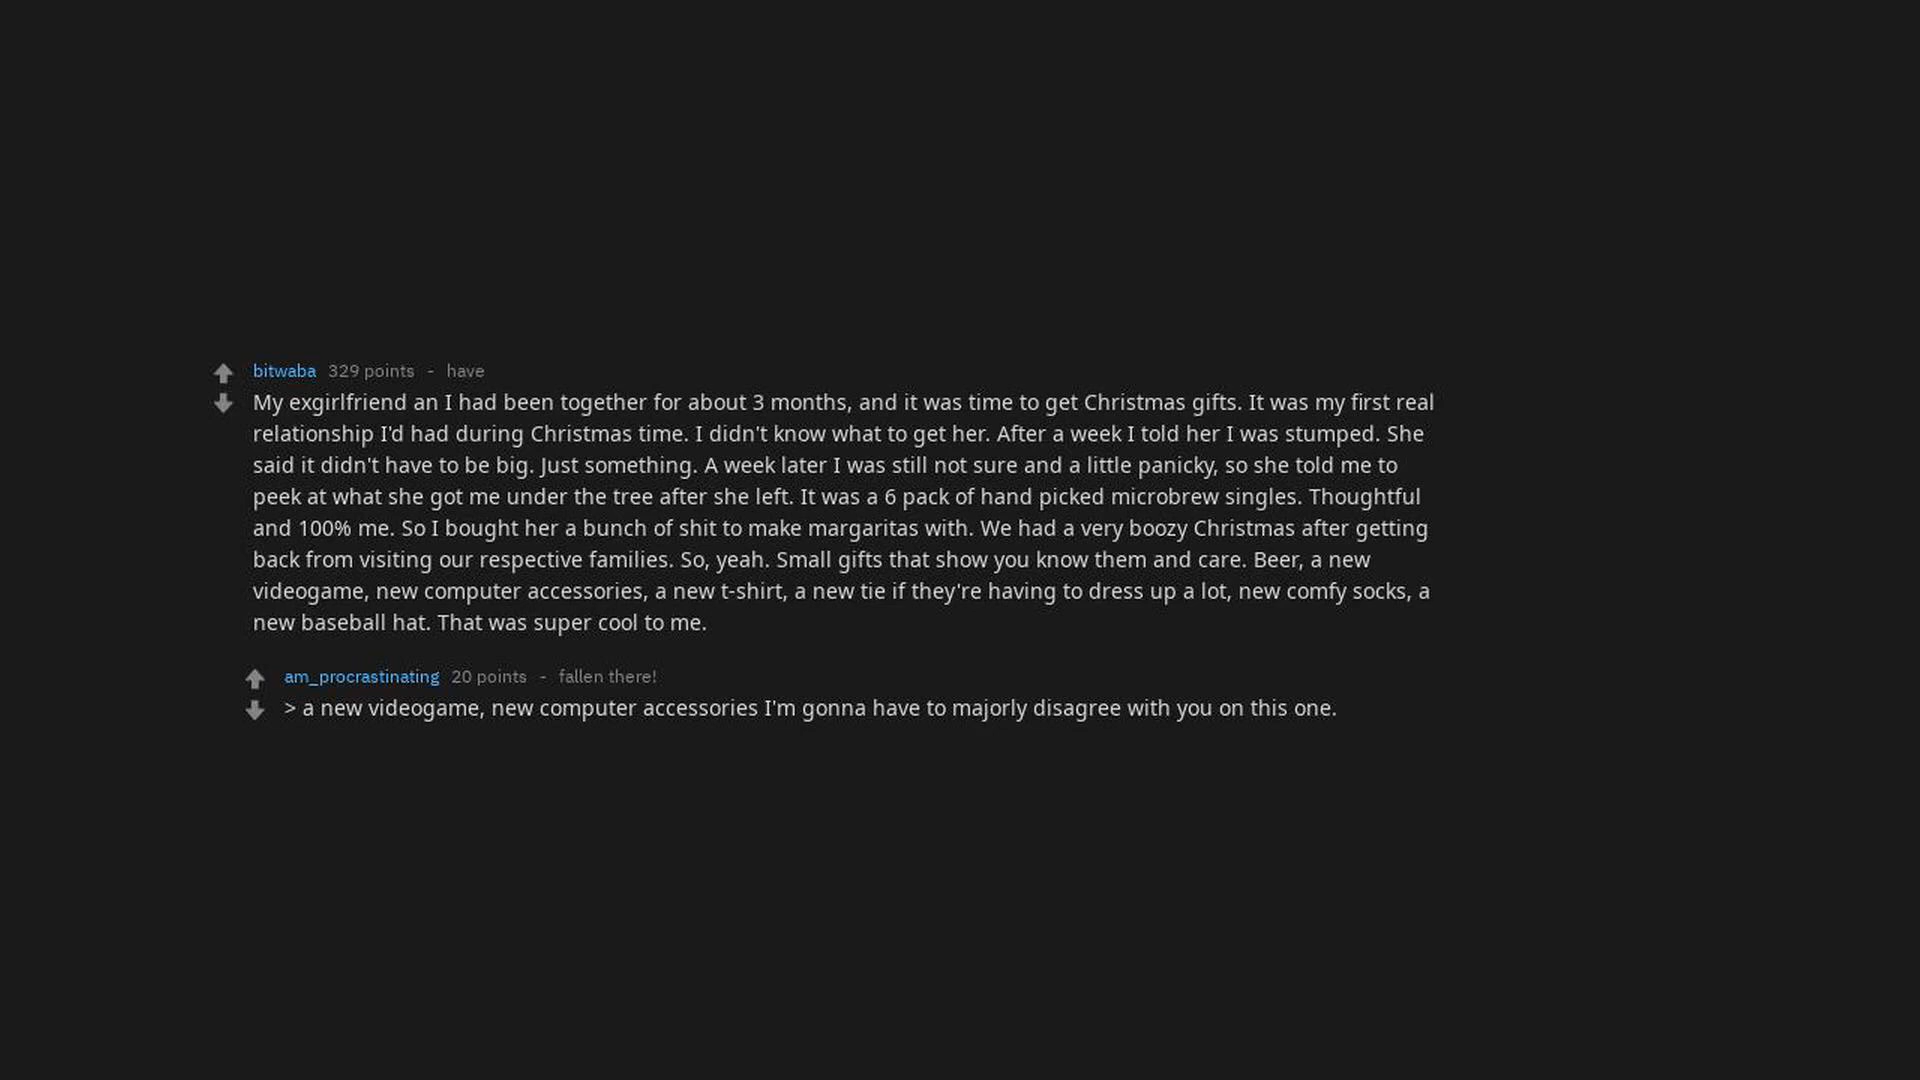 bitwaba 329 points - have
My exgirlfriend an I had been together for about 3 months, and it was time to get Christmas gifts. It was my first real
relationship I'd had during Christmas time. I didn't know what to get her. After a week I told her I was stumped. She
said it didn't have to be big. Just something. A week later I was still not sure and a little panicky, so she told me to
peek at what she got me under the tree after she left. It was a 6 pack of hand picked microbrew singles. Thoughtful
and 100% me. So I bought her a bunch of shit to make margaritas with. We had a very boozy Christmas after getting
back from visiting our respective families. So, yeah. Small gifts that show you know them and care. Beer, a new
videogame, new computer accessories, a new t-shirt, a new tie if they're having to dress up a lot, new comfy socks, a
new baseball hat. That was super cool to me.
am_procrastinating 20 points - fallen there!
> a new videogame, new computer accessories I'm gonna have to majorly disagree with you on this one.